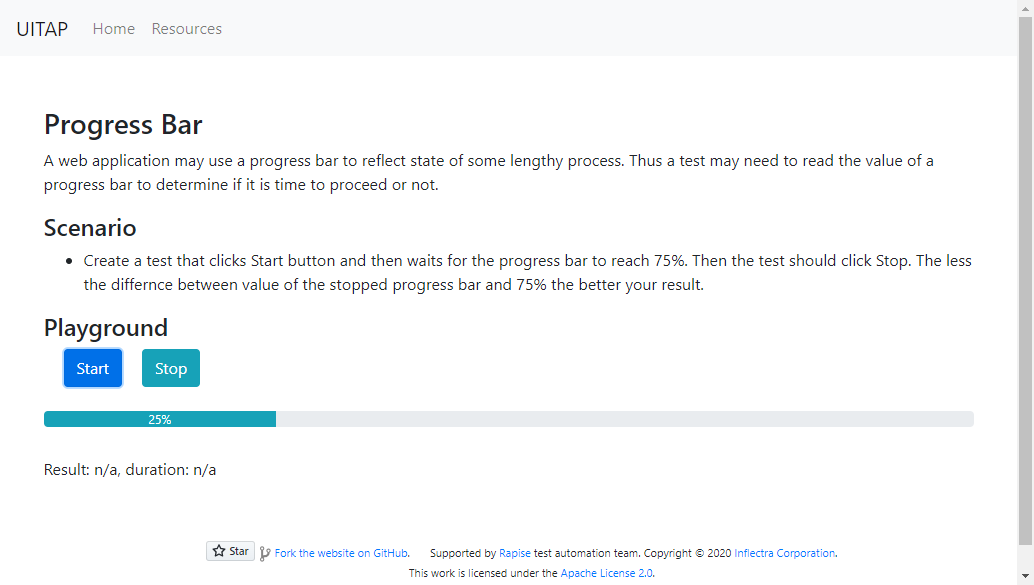 UITAP Home Resources
Progress Bar
A web application may use a progress bar to reflect state of some lengthy process. Thus a test may need to read the value of a
progress bar to determine if it is time to proceed or not.
Scenario
• Create a test that clicks Start button and then waits for the progress bar to reach 75%. Then the test should click Stop. The less
the differnce between value of the stopped progress bar and 75% the better your result.
Playground
Start Stop
25%
Result: n/a, duration: n/a
Star Fork the website on GitHub. Supported by Rapise test automation team. Copyright © 2020 Inflectra Corporation.
This work is licensed under the Apache License 2.0.